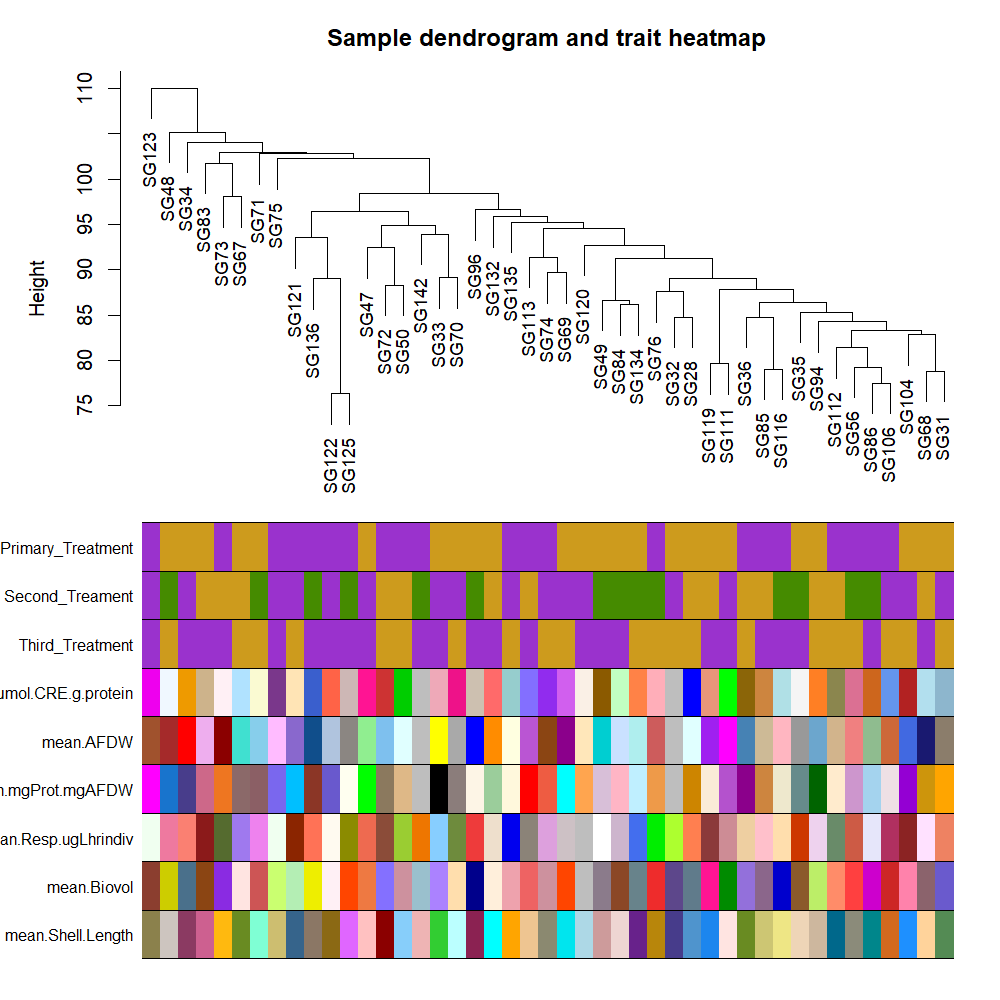 Sample dendrogram and trait heatmap
Height
110
100
95
90
85
80
75
SG123
SG48
SG34
SG83
SG73
SG67
SG71
SG75
SG121
SG136
SG122
SG125
SG47
SG72
SG50
SG142
SG33
SG70
SG96
SG132
SG135
SG113
SG74
SG69
SG120
SG49
SG84
SG134
SG76
SG32
SG28
SG119
SG111
SG36
SG85
SG116
SG35
SG94
SG112
SG56
SG86
SG106
SG104
SG68
SG31
Primary_Treatment
Second_Treament
Third_Treatment
umol.CRE.g.protein
mean.AFDW
n.mgProt.mgAFDW
an.Resp.ugLhrindiv
mean.Biovol
mean.Shell.Length